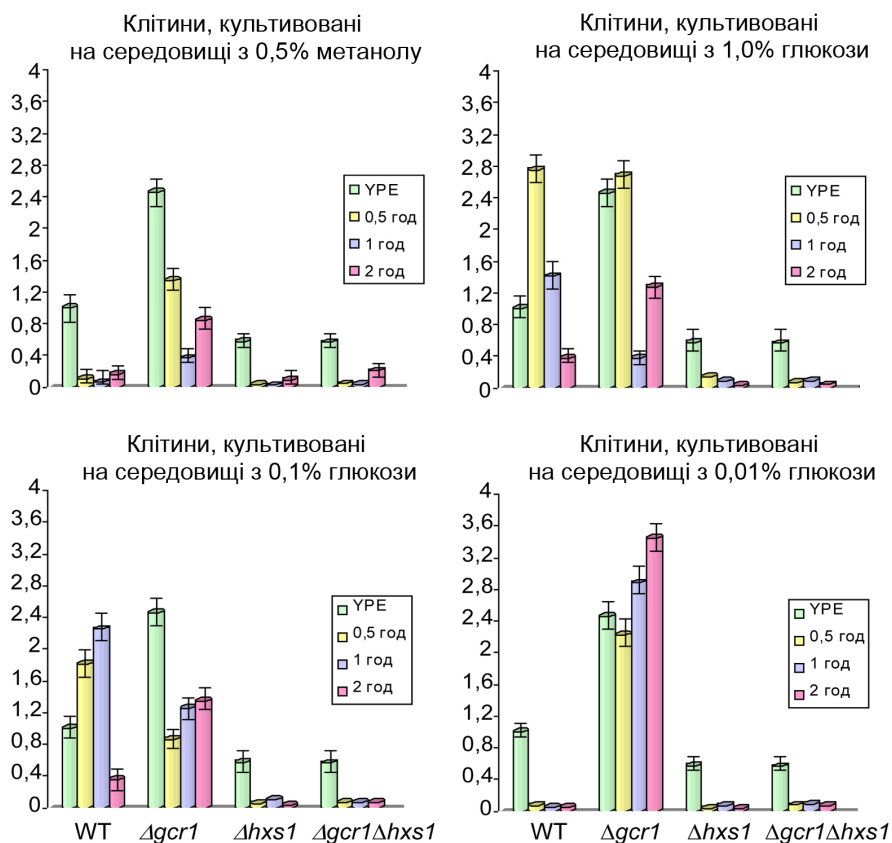 Клітини, культивовані
на середовищі з 0,5% метанолу
4
3,6
2,8
2,4
2
1,2
0,8
0,4
0
YPE
0,5 год
1 год
2 год
Клітини, культивовані
на середовищі з 1,0% глюкози
4
3,6
3,2
2,8
2,4
2
1,6
1,2
0,8
0,4
0
YPE
0,5 год
1 год
2 год
Клітини, культивовані
на середовищі з 0,1% глюкози
4
3,6
3,2
2,8
2,4
2
1,6
1,2
0,8
0,4
0
YPE
0,5 год
1 год
2 год
WT Δgcr1 Δhxs1 Δgcr1Δhxs1
Клітини, культивовані
на середовищі з 0,01% глюкози
4
3,6
3,2
2,8
2,4
2
1,6
1,2
0,8
0,4
0
YPE
0,5 год
1 год
2 год
WT Δgcr1 Δhxs1 Δgcr1Δhxs1